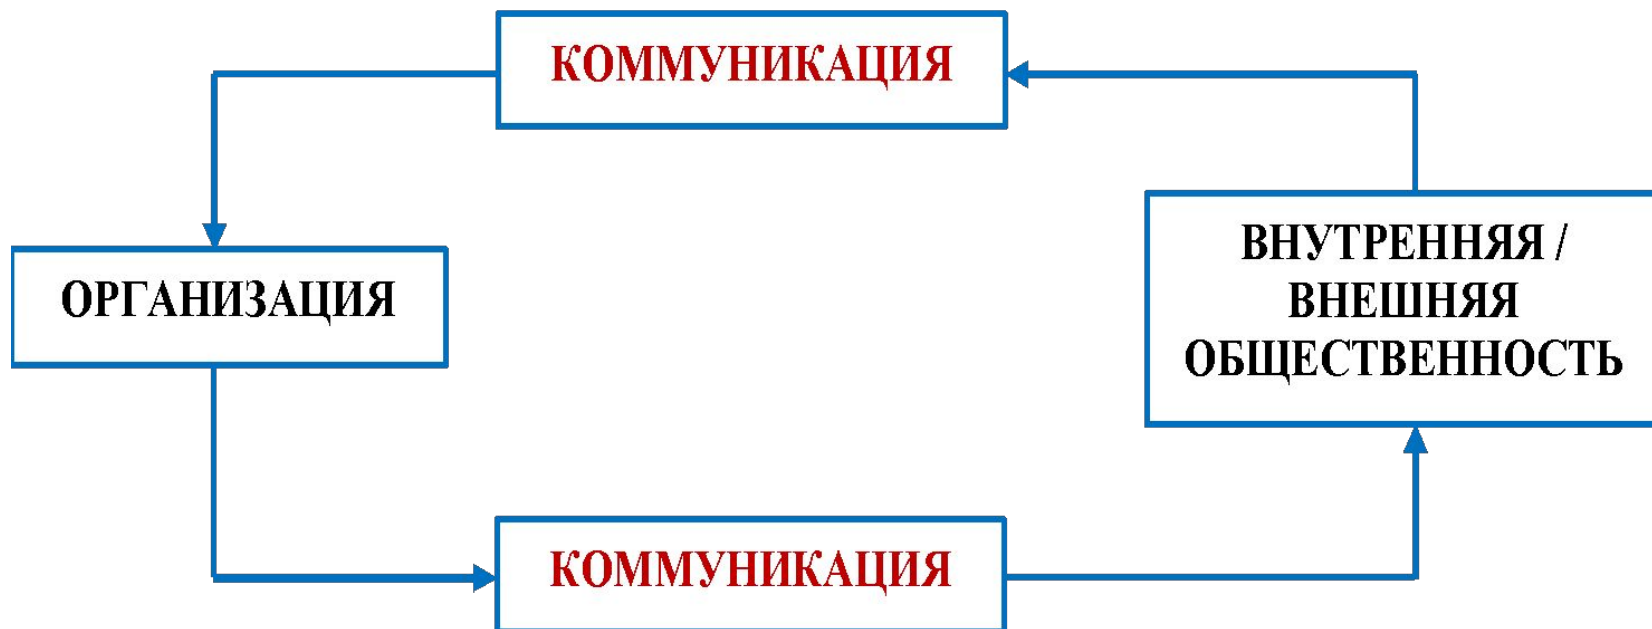 КОММУНИКАЦИЯ
ОРГАНИЗАЦИЯ
ВНУТРЕННЯЯ /
ВНЕШНЯЯ
ОБЩЕСТВЕННОСТЬ
КОММУНИКАЦИЯ